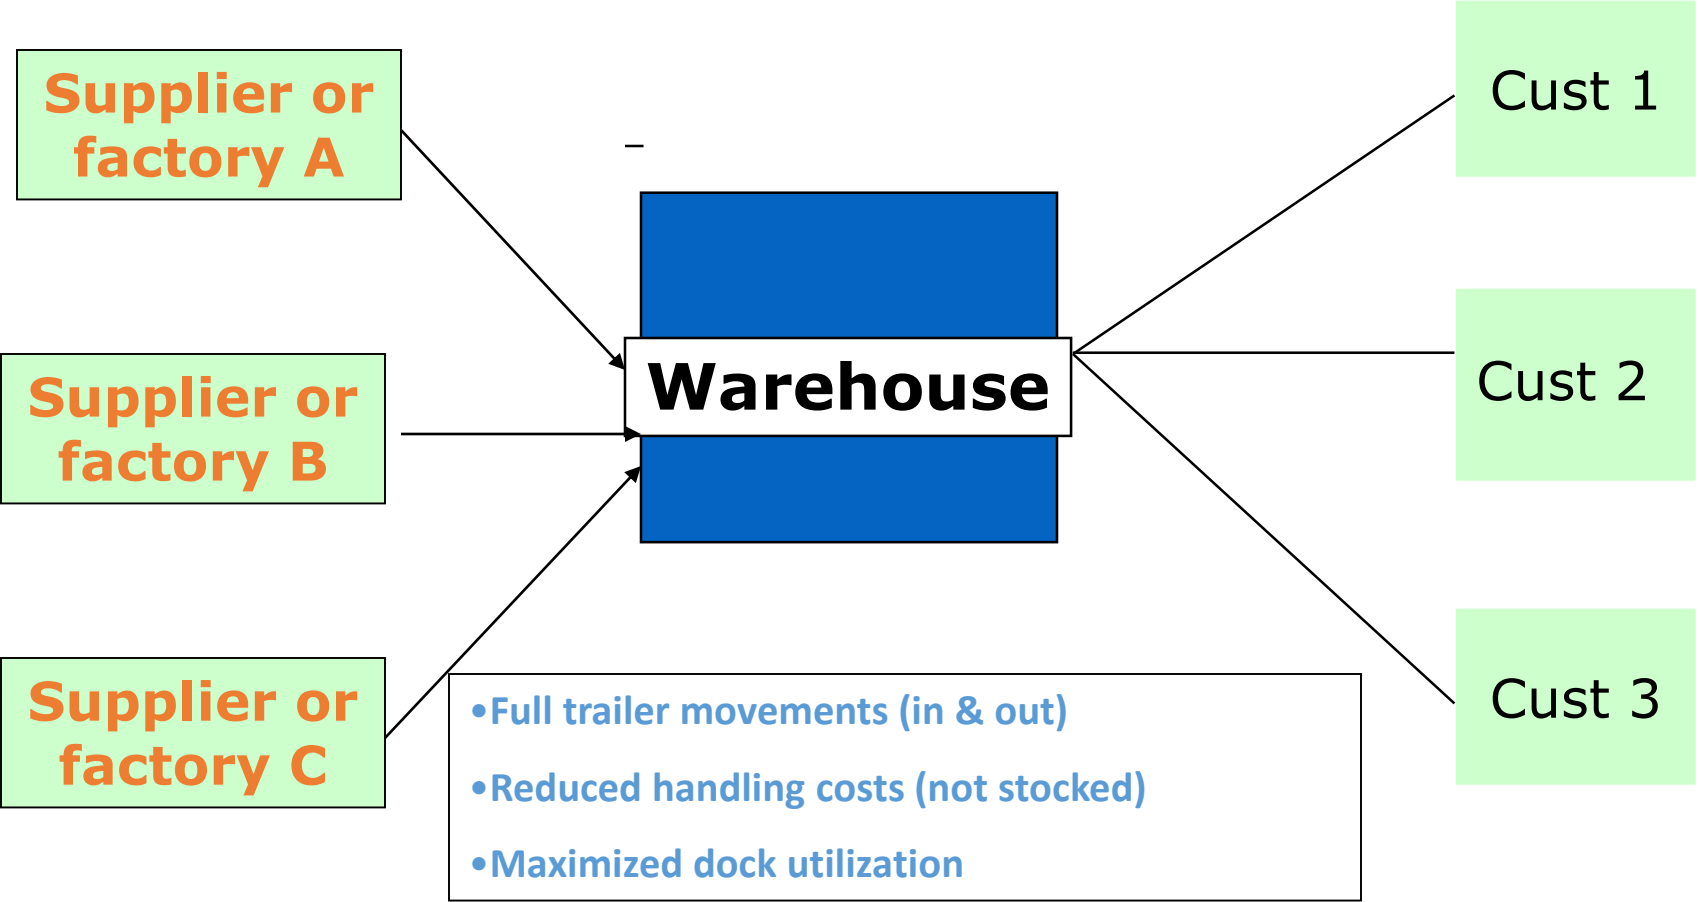 Supplier or
factory A
Supplier or
factory B
Supplier or
factory C
Warehouse
Cust 1
Cust 2
Cust 3
•Full trailer movements (in & out)
•Reduced handling costs (not stocked)
•Maximized dock utilization